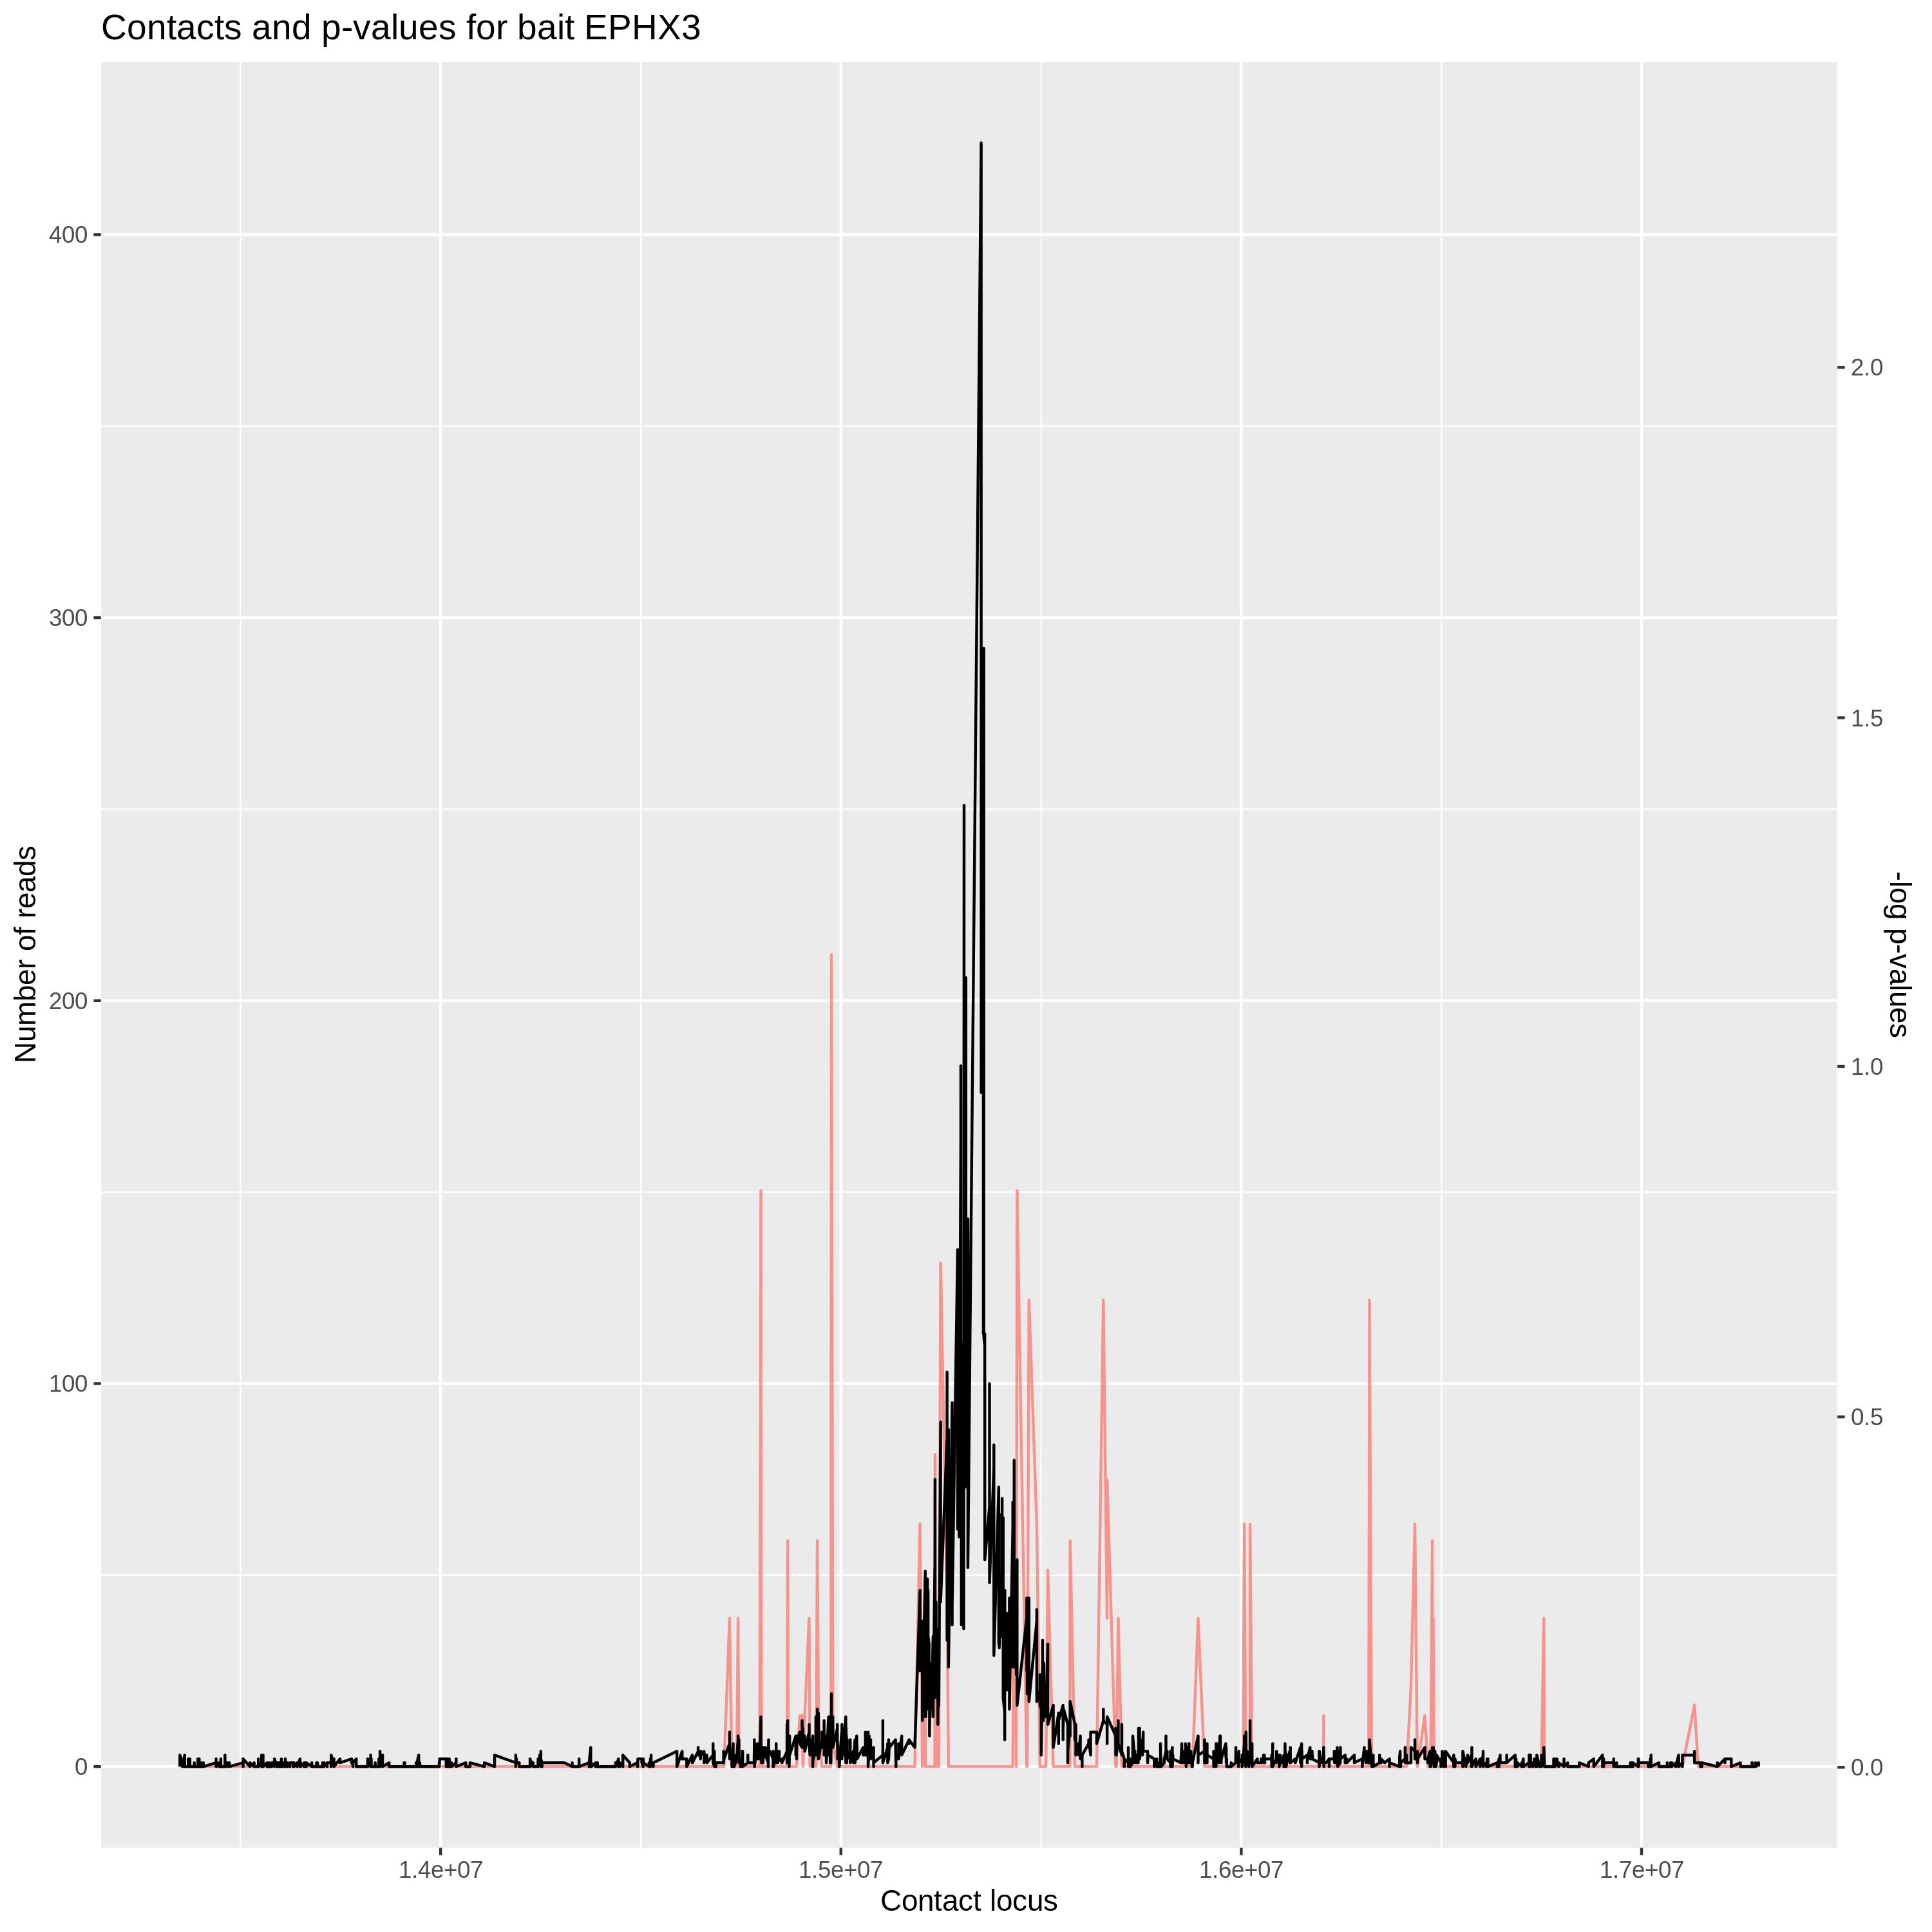 Contacts and p-values for bait EPHX3
Number of reads
400
300
200
100
0
2.0
1.5
1.0
0.5
0.0
-log p-values
1.4e+07
1.5e+07
1.6e+07
1.7e+07
Contact locus